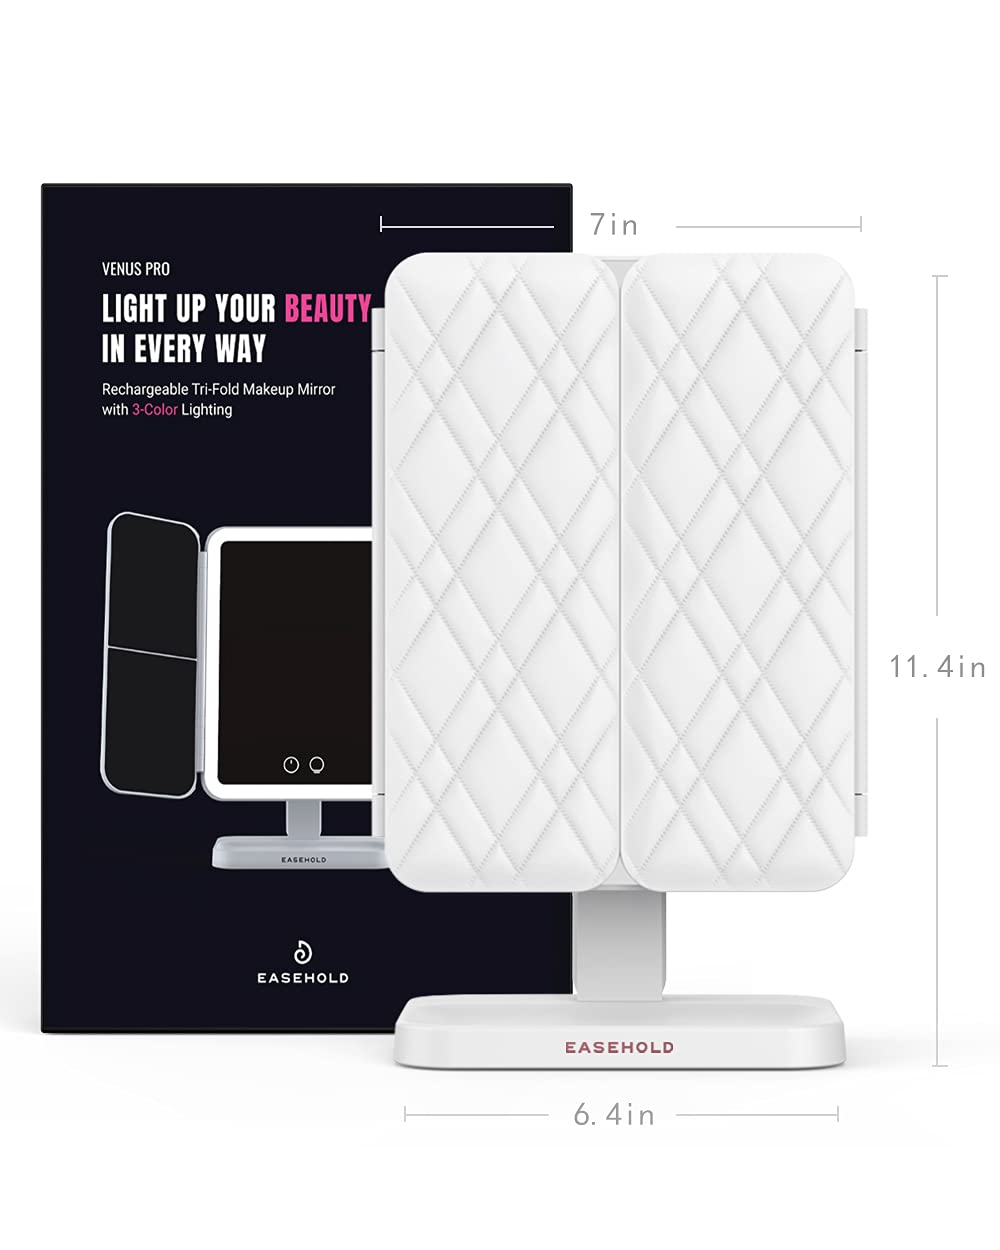 7in
VENUS PRO
LIGHT UP YOUR BEAUTY
IN EVERY WAY
Rechargeable Tri-Fold Makeup Mirror
with 3-Color Lighting
11.4in
EASEHOLD
EASEHOLD
EASEHOLD
6.4in